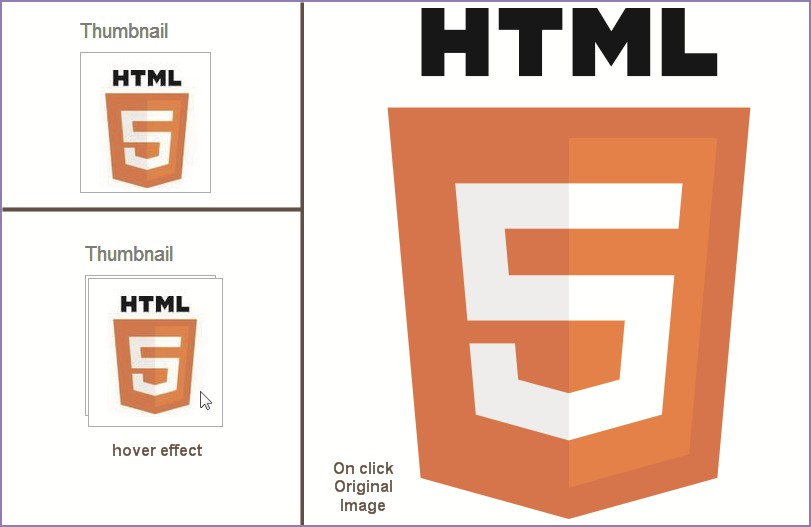 Thumbnail
HTML
5
Thumbnail
HTML
5
hover effect
HTML
5
On click
Original
Image